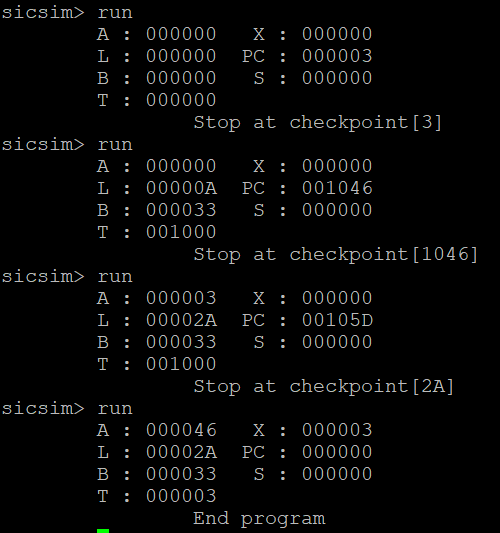 sicsim> run
A : 000000 X : 000000
L : 000000 PC : 000003
B : 000000 S : 000000
T : 000000
Stop at checkpoint[3]
sicsim> run
A : 000000 X : 000000
L : 00000A PC : 001046
B : 000033 S : 000000
T : 001000
Stop at checkpoint[1046]
sicsim> run
A : 000003 X : 000000
L : 00002A PC : 00105D
B : 000033 S : 000000
T : 001000
Stop at checkpoint[2A]
sicsim> run
A : 000046 X : 000003
L : 00002A PC : 000000
B : 000033 S : 000000
T : 000003
End program